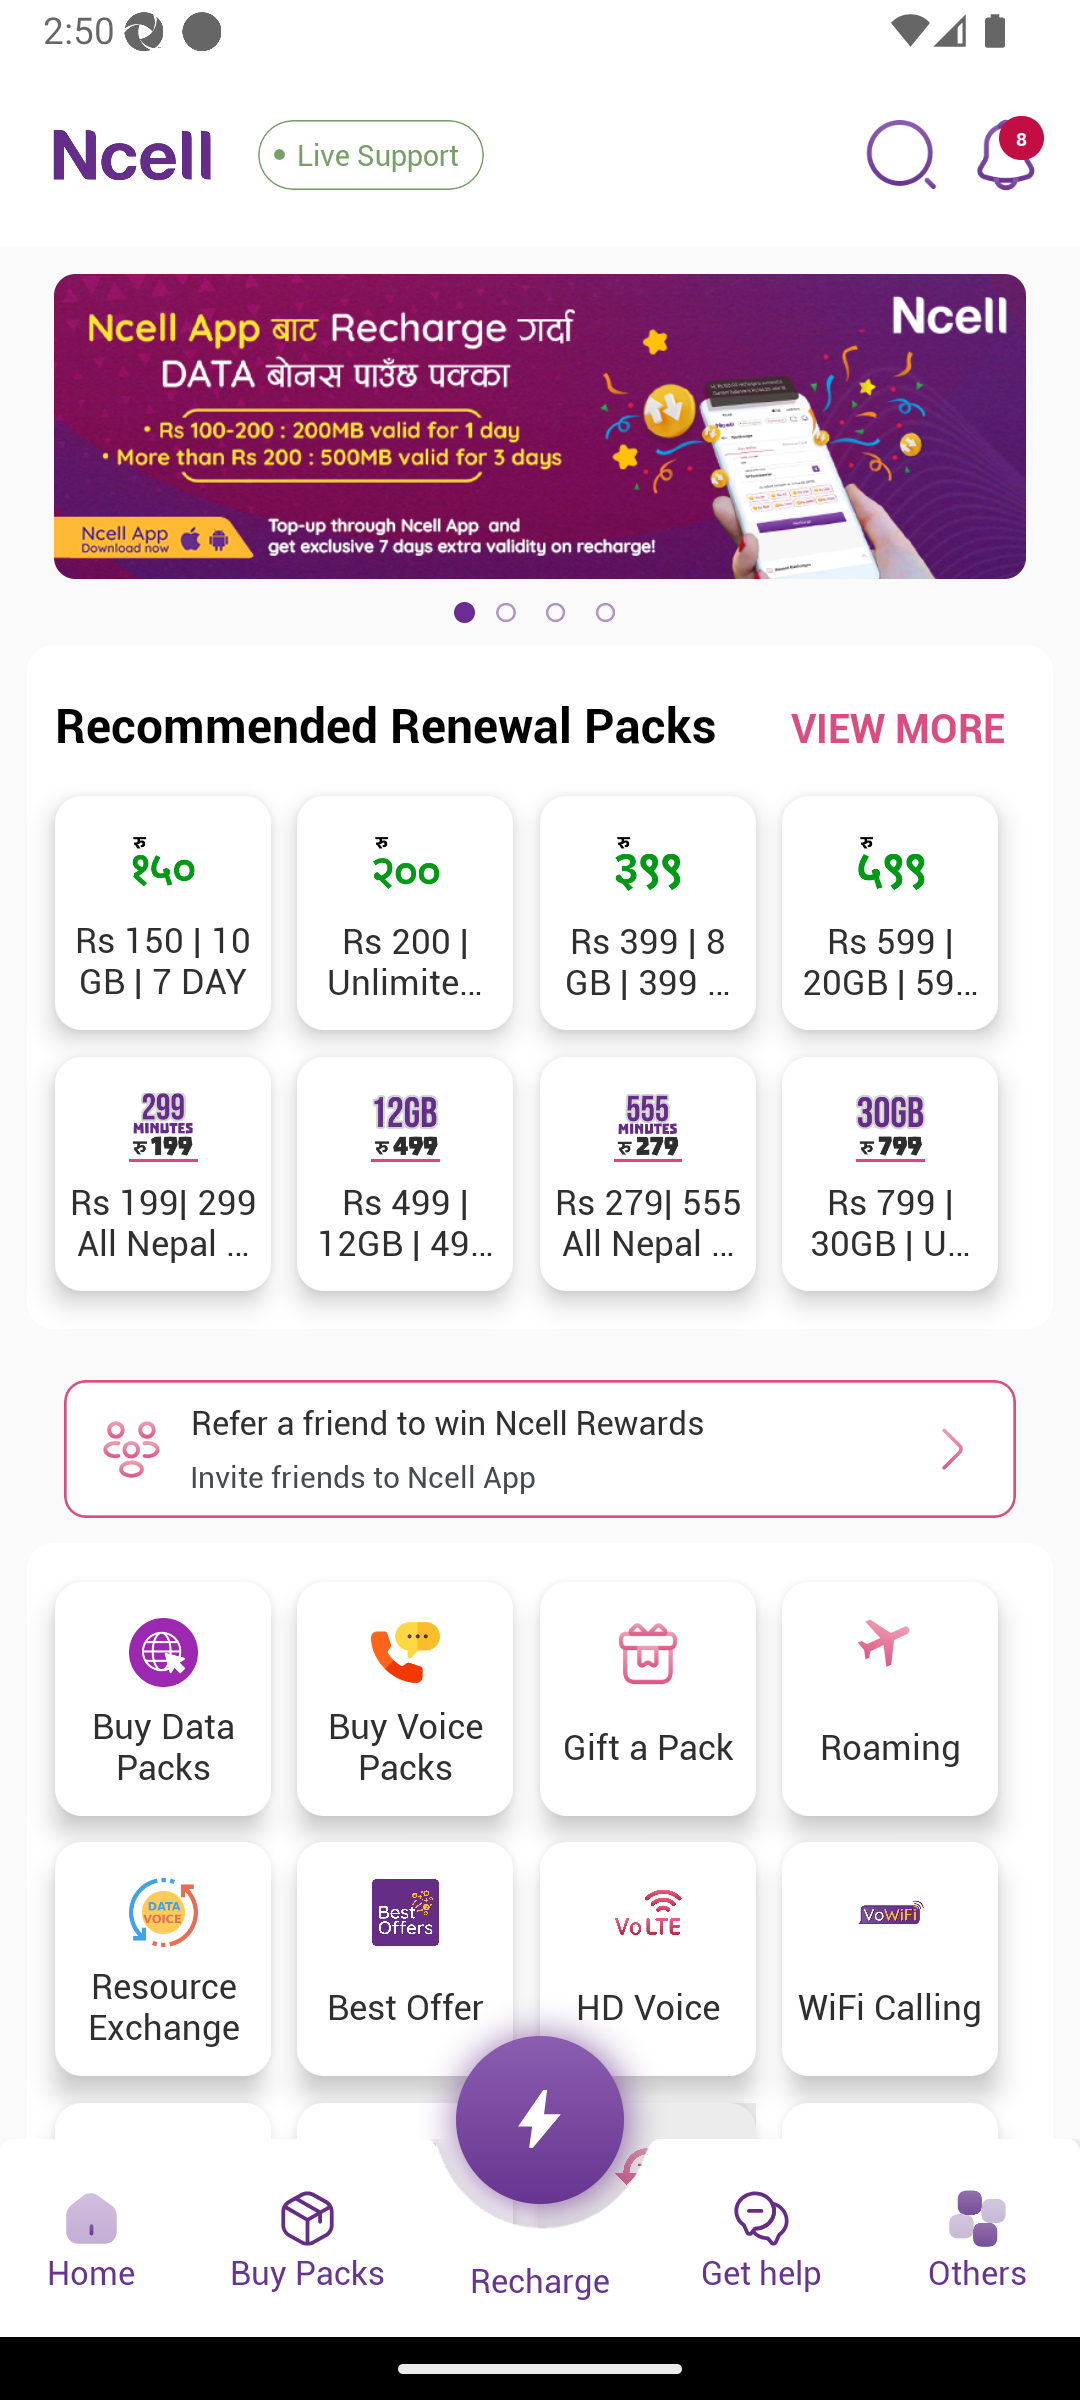 2:50
Ncell
Live Support
8
Ncell App बाट Recharge गर्दा
DATA बोनस पाउँछ पक्का
• Rs 100-200 : 200MB valid for 1 day
• More than Rs 200 : 500MB valid for 3 days
Ncell
Ncell App
Download now
Top-up through Ncell App and
get exclusive 7 days extra validity on recharge!
Recommended Renewal Packs
VIEW MORE
रु
१५०
Rs 150 | 10
GB | 7 DAY
रु
२००
Rs 200 |
Unlimite...
रु
३९९
Rs 399 | 8
GB | 399 ...
रु
५९९
Rs 599 |
20GB | 59...
299
MINUTES
रु 199
Rs 199| 299
All Nepal ...
12GB
रु 499
Rs 499 |
12GB | 49...
555
MINUTES
रु 279
Rs 279| 555
All Nepal ...
30GB
रु 799
Rs 799 |
30GB | U...
Refer a friend to win Ncell Rewards
Invite friends to Ncell App
Buy Data
Packs
Buy Voice
Packs
Gift a Pack
Roaming
DATA
VOICE
Resource
Exchange
Best
Offers
Best Offer
VoLTE
HD Voice
VoWiFi
WiFi Calling
Home
Buy Packs
Recharge
Get help
Others